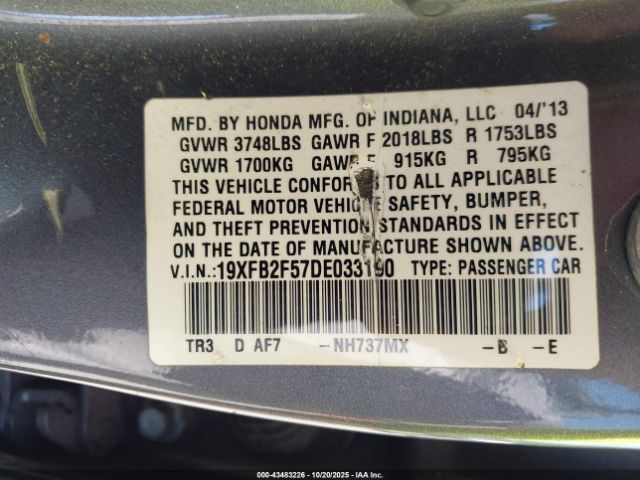 MFD. BY HONDA MFG. OF INDIANA, LLC 04/'13
GVWR 3748LBS GAWR F 2018LBS R 1753LBS
GVWR 1700KG GAWR F 915KG R 795KG
THIS VEHICLE CONFORMS TO ALL APPLICABLE
FEDERAL MOTOR VEHICLE SAFETY, BUMPER,
AND THEFT PREVENTION STANDARDS IN EFFECT
ON THE DATE OF MANUFACTURE SHOWN ABOVE.
V.I.N.:19XFB2F57DE033190 TYPE: PASSENGER CAR
TR3 D AF7 -NH737MX -B -E
000-43483226 - 10/20/2025 - IAA Inc.